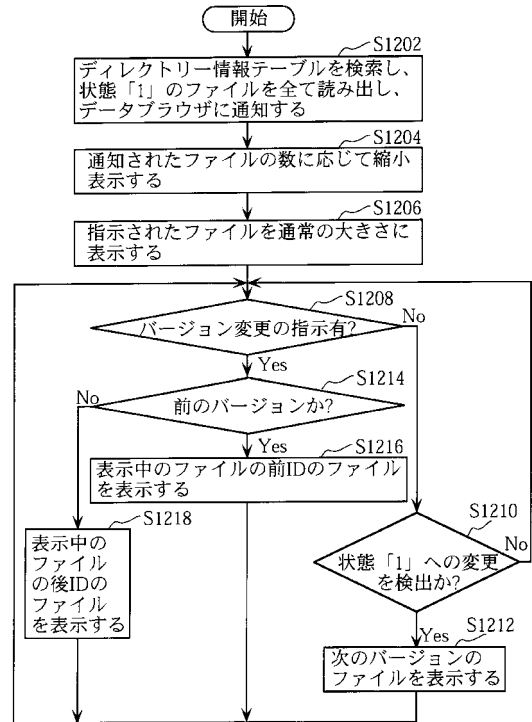 開始
S1202
ディレクトリー情報テーブルを検索し、
状態「1」のファイルを全て読み出し、
データブラウザに通知する
S1204
通知されたファイルの数に応じて縮小
表示する
S1206
指示されたファイルを通常の大きさに
表示する
S1208
バージョン変更の指示有?
No
Yes
S1214
No
前のバージョンか?
Yes
S1216
表示中のファイルの前IDのファイル
を表示する
S1218
表示中の
ファイル
の後IDの
ファイル
を表示する
S1210
状態「1」への変更
を検出か?
No
Yes
S1212
次のバージョンの
ファイルを表示する